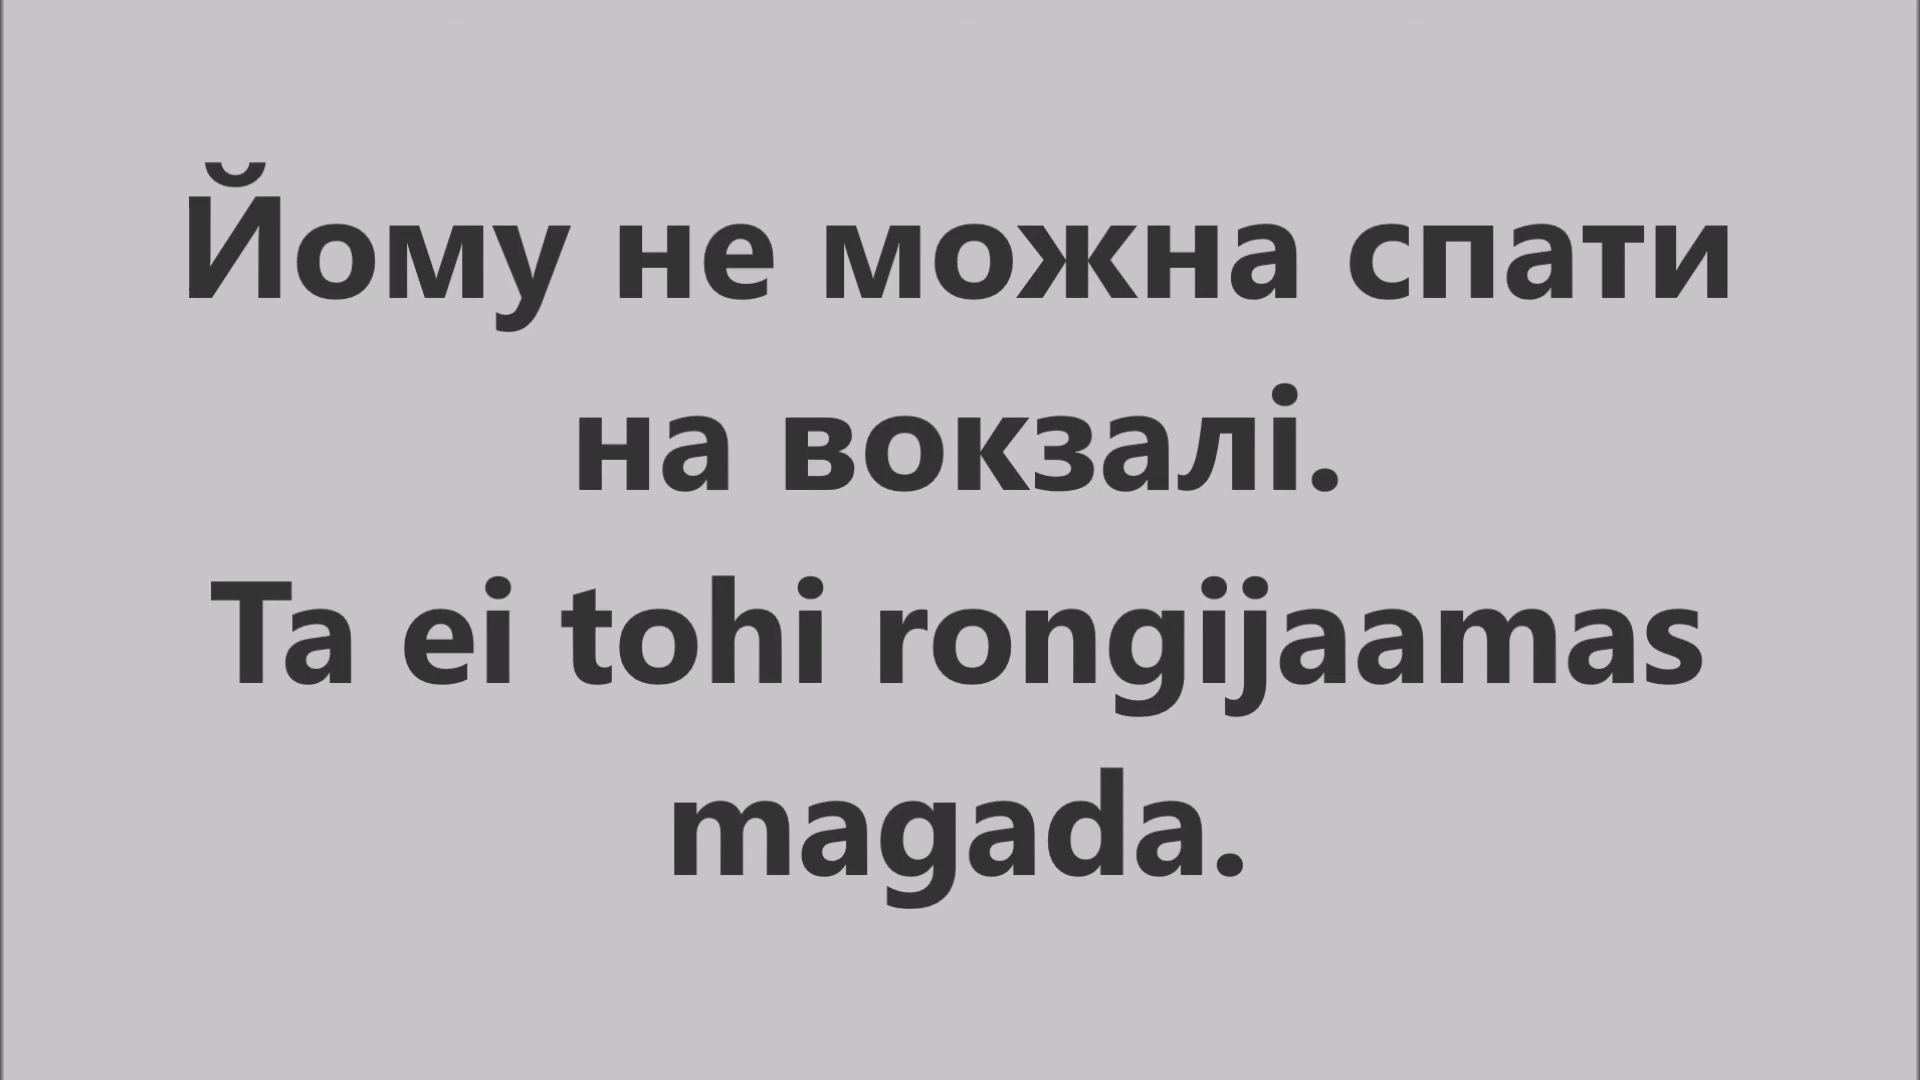 Йому не можна спати
на вокзалі.
Ta ei tohi rongijaamas
magada.